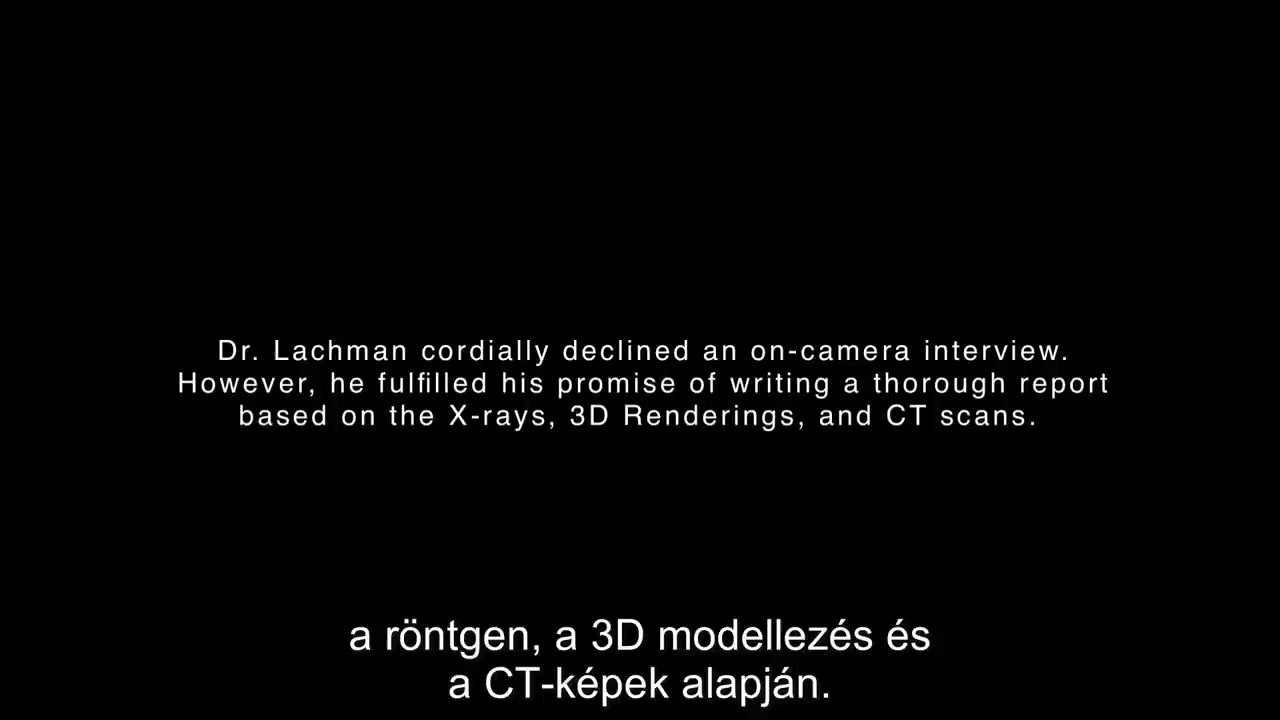 Dr. Lachman cordially declined an on-camera interview.
However, he fulfilled his promise of writing a thorough report
based on the X-rays, 3D Renderings, and CT scans.
a röntgen, a 3D modellezés és
a CT-képek alapján.